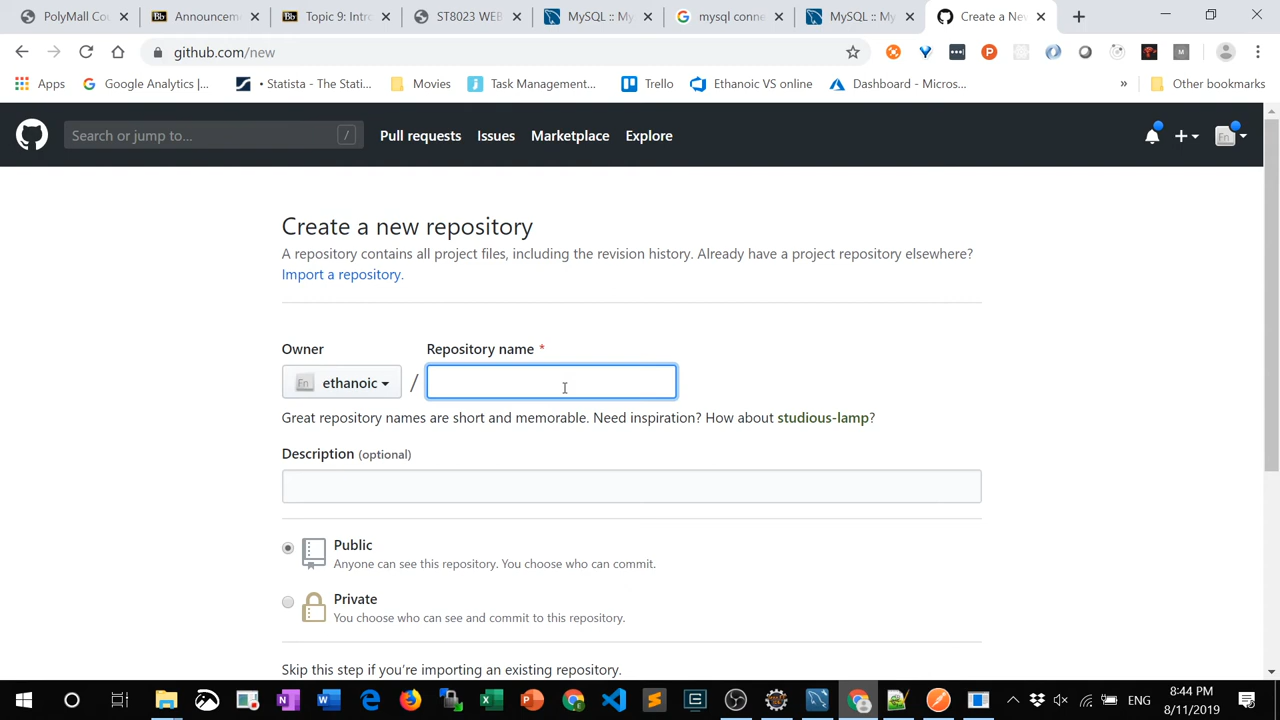 PolyMall Cou
Announcem
Topic 9: Intr
ST8023 WEB
MySQL :: My
mysql conne
MySQL :: My
Create a Nev
github.com/new
Apps
Google Analytics |...
• Statista - The Stati...
Movies
Task Management...
Trello
Ethanoic VS online
Dashboard - Micros...
»
Other bookmarks
Search or jump to...
/
Pull requests
Issues
Marketplace
Explore
Create a new repository
A repository contains all project files, including the revision history. Already have a project repository elsewhere?
Import a repository.
Owner
Repository name *
En ethanoic /
Great repository names are short and memorable. Need inspiration? How about studious-lamp?
Description (optional)
Public
Anyone can see this repository. You choose who can commit.
Private
You choose who can see and commit to this repository.
Skip this step if you’re importing an existing repository.
ENG
8:44 PM
8/11/2019